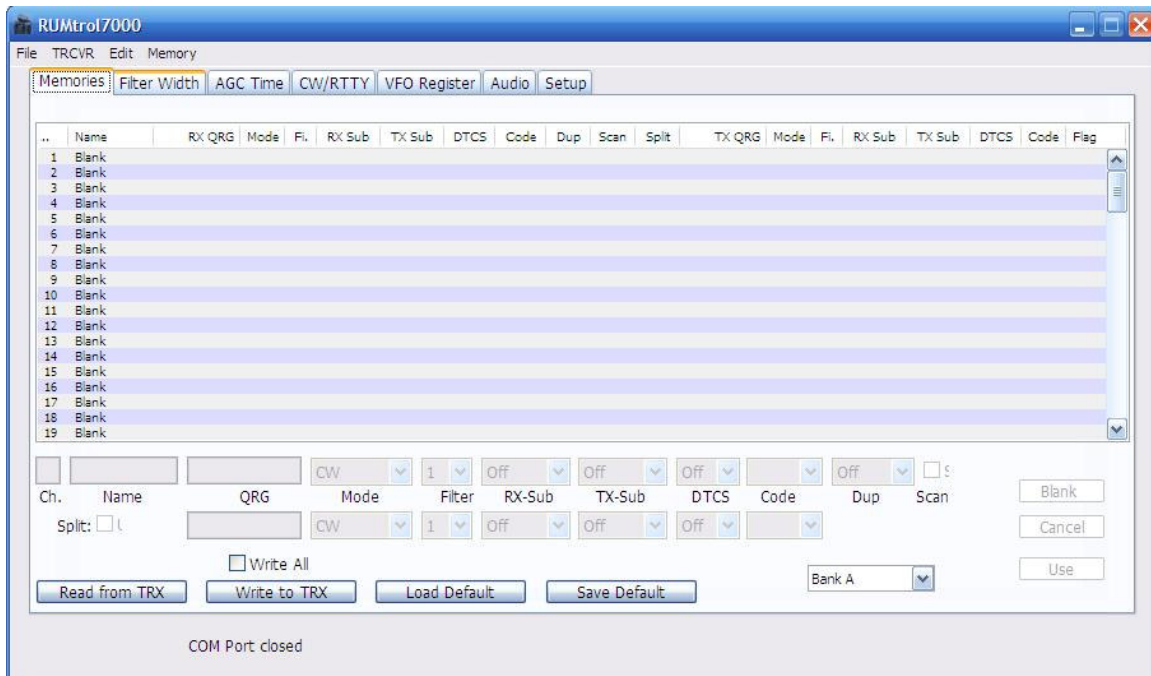 RUMtrol7000
File TRCVR Edit Memory
Memories Filter Width AGC Time CW/RTTY VFO Register Audio Setup
.. Name RX QRG Mode Fi. RX Sub TX Sub DTCS Code Dup Scan Split TX QRG Mode Fi. RX Sub TX Sub DTCS Code Flag
1 Blank
2 Blank
3 Blank
4 Blank
5 Blank
6 Blank
7 Blank
8 Blank
9 Blank
10 Blank
11 Blank
12 Blank
13 Blank
14 Blank
15 Blank
16 Blank
17 Blank
18 Blank
19 Blank
CW 1 Off Off Off Off
Ch. Name QRG Mode Filter RX-Sub TX-Sub DTCS Code Dup Scan Blank
Split: CW 1 Off Off Off Cancel
Write All
Bank A Use
Read from TRX Write to TRX Load Default Save Default
COM Port closed